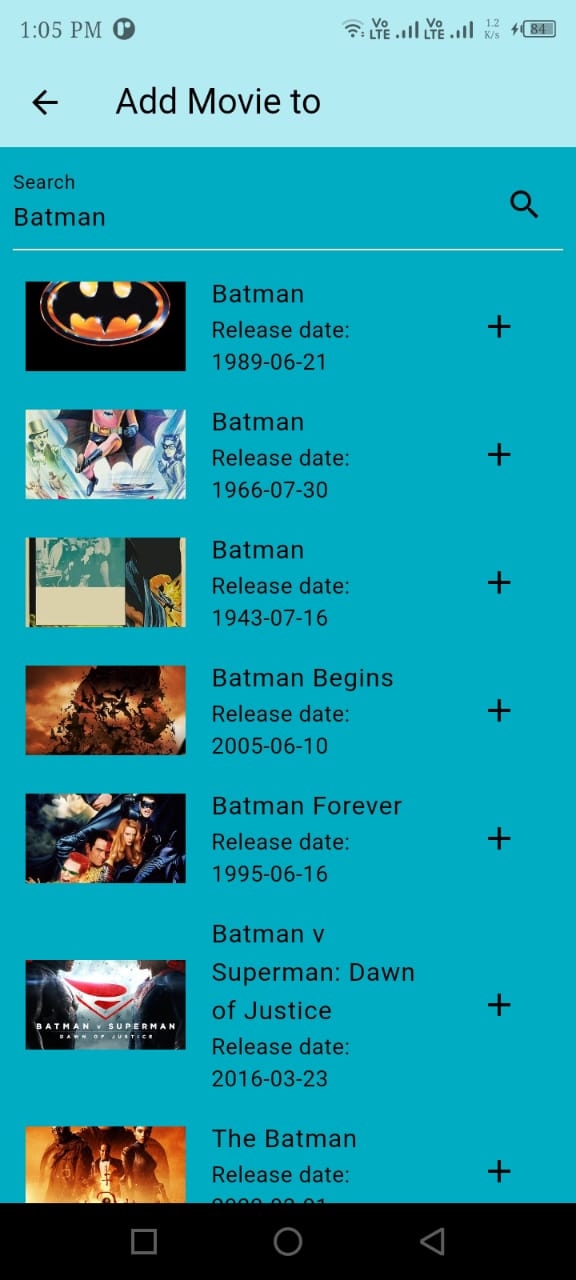 1:05 PM
Vo LTE Vo LTE 1.2 K/s 84
Add Movie to
Search
Batman
Batman
Release date:
1989-06-21
Batman
Release date:
1966-07-30
Batman
Release date:
1943-07-16
Batman Begins
Release date:
2005-06-10
Batman Forever
Release date:
1995-06-16
Batman v
Superman: Dawn
of Justice
BATMAN v SUPERMAN
DAWN OF JUSTICE
Release date:
2016-03-23
The Batman
Release date: